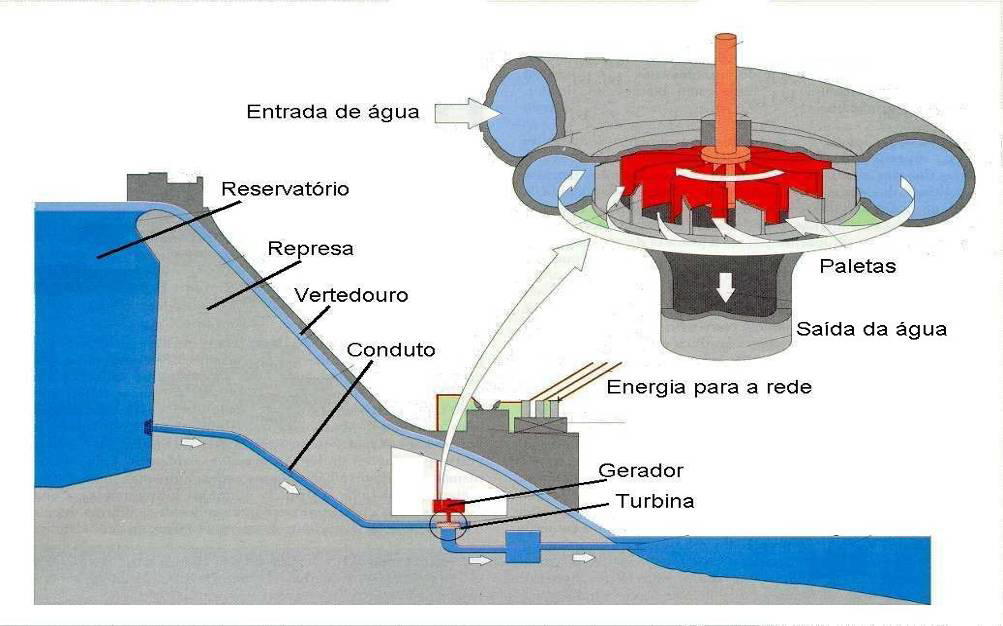 Entrada de água
Reservatório
Represa
Vertedouro
Conduto
Paletas
Saída da água
Energia para a rede
Gerador
Turbina